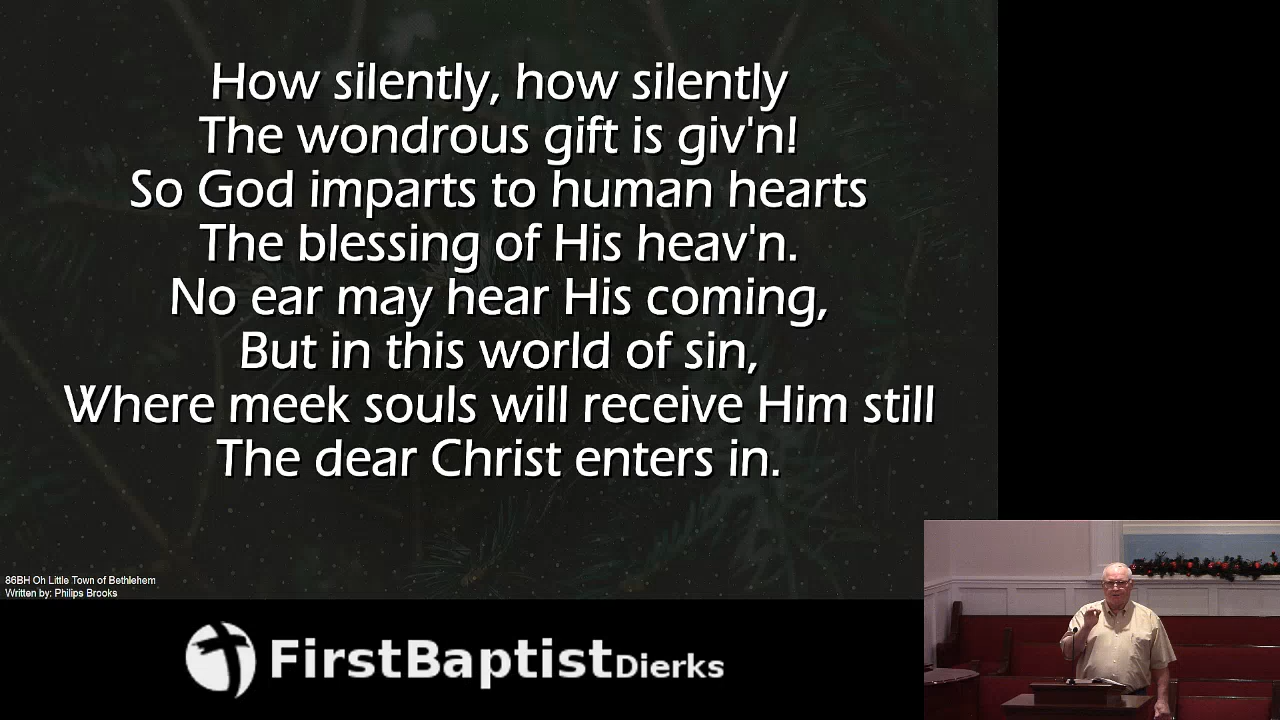 How silently, how silently
The wondrous gift is giv'n!
So God imparts to human hearts
The blessing of His heav'n.
No ear may hear His coming,
But in this world of sin,
Where meek souls will receive Him still
The dear Christ enters in.
86BH Oh Little Town of Bethlehem
Written by: Philips Brooks
FirstBaptistDierks